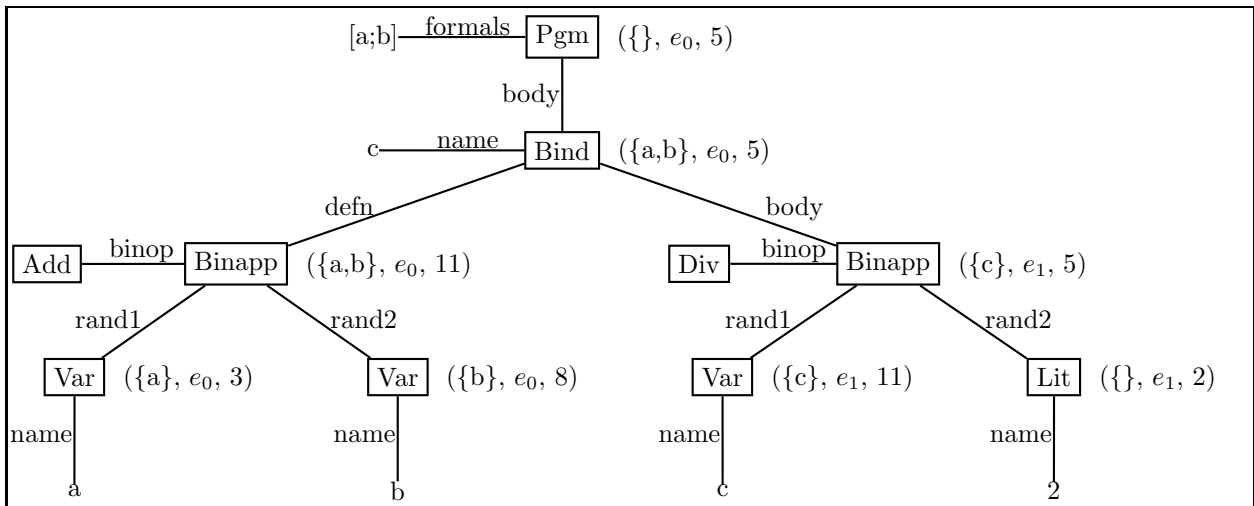 [a;b] formals Pgm ({}, e₀, 5)
body
c name Bind ({a,b}, e₀, 5)
defn body
Add binop Binapp ({a,b}, e₀, 11) Div binop Binapp ({c}, e₁, 5)
rand1 rand2 rand1 rand2
Var ({a}, e₀, 3) Var ({b}, e₀, 8) Var ({c}, e₁, 11) Lit ({}, e₁, 2)
name name name name
a b c 2